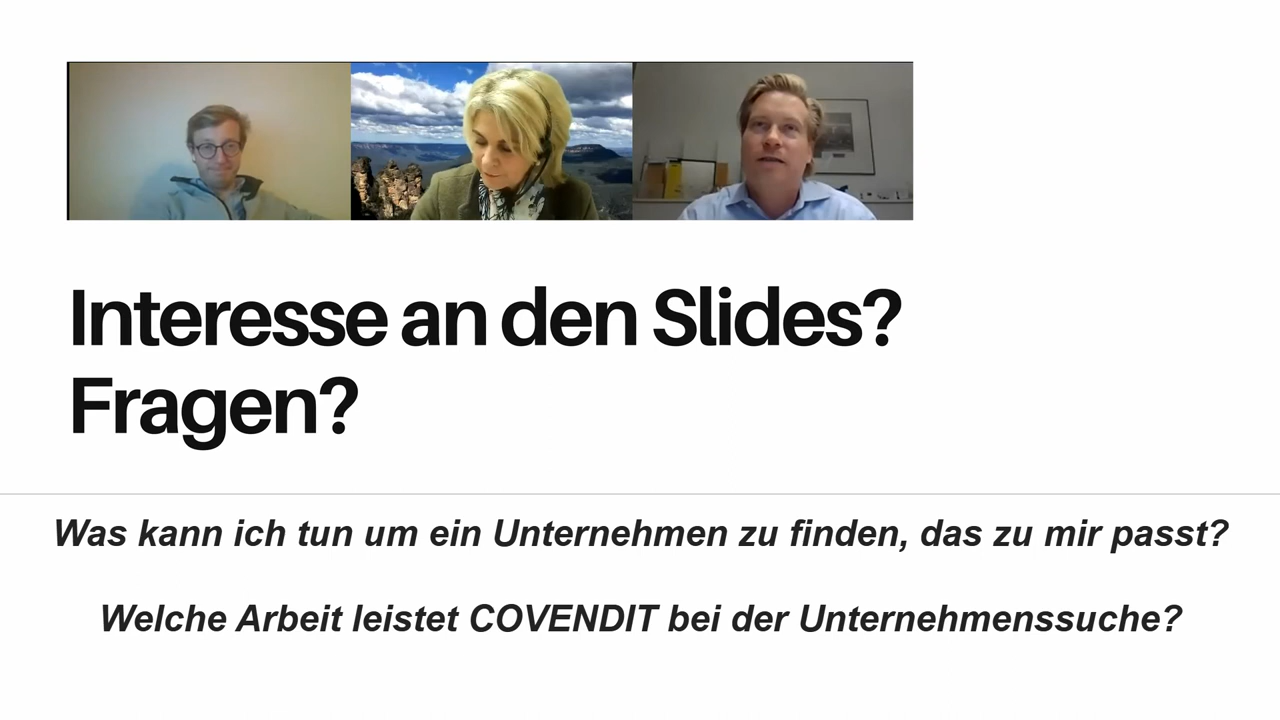 Interesse an den Slides?
Fragen?
Was kann ich tun um ein Unternehmen zu finden, das zu mir passt?
Welche Arbeit leistet COVENDIT bei der Unternehmenssuche?